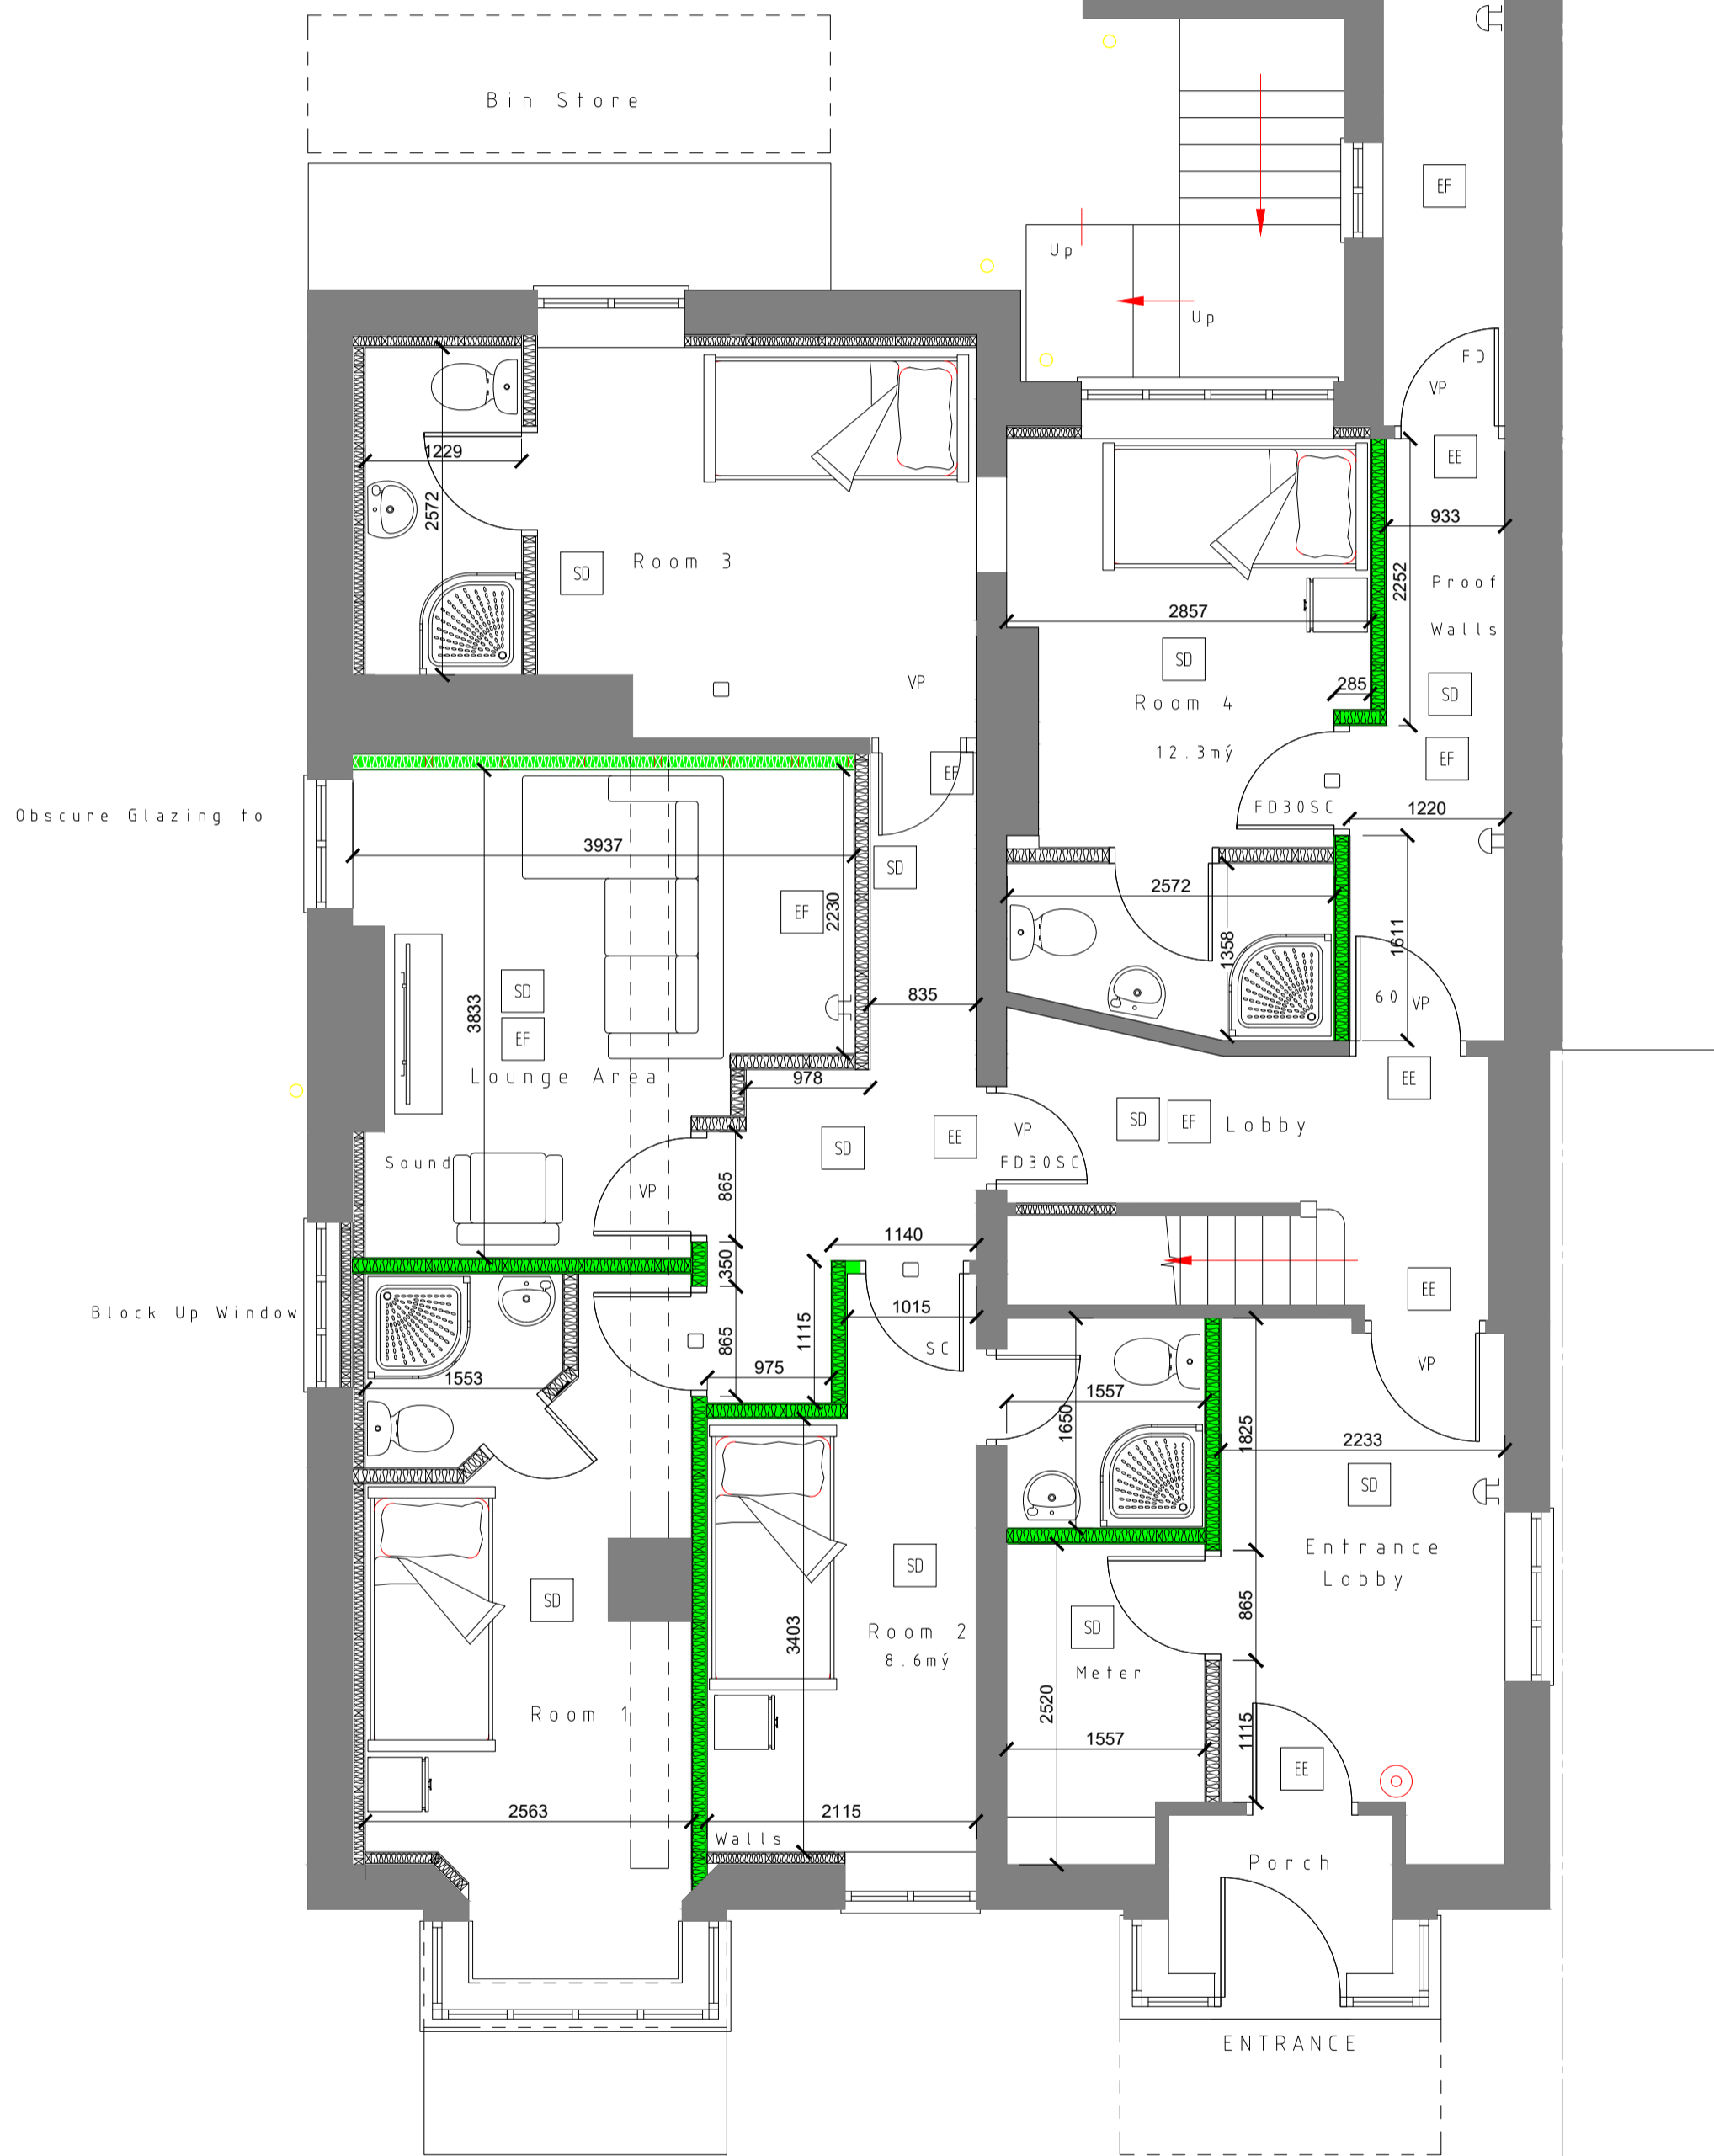 Bin Store
EF
Up
Up
FD
VP
EE
1229
2572
933
Room 3
SD
2252
Proof
Walls
2857
SD
285
SD
VP
Room 4
12.3mý
EF
EF
FD30SC
1220
Obscure Glazing to
3937
SD
2572
EF
2230
1358
1611
SD
835
60
VP
3833
EF
Lounge Area
978
EE
SD
EE
VP
SD
EF
Lobby
Sound
FD30SC
VP
865
1140
350
EE
Block Up Window
1015
865
1115
SC
VP
975
1553
1557
1650
1825
2233
SD
Entrance
Lobby
SD
SD
865
3403
SD
Room 2
8.6mý
Meter
Room 1
2520
1115
1557
EE
2563
2115
Walls
Porch
ENTRANCE